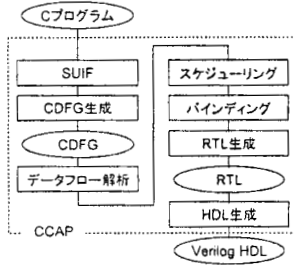 Cプログラム
SUIF
CDFG生成
CDFG
データフロー解析
スケジューリング
バインディング
RTL生成
RTL
HDL生成
CCAP
Verilog HDL